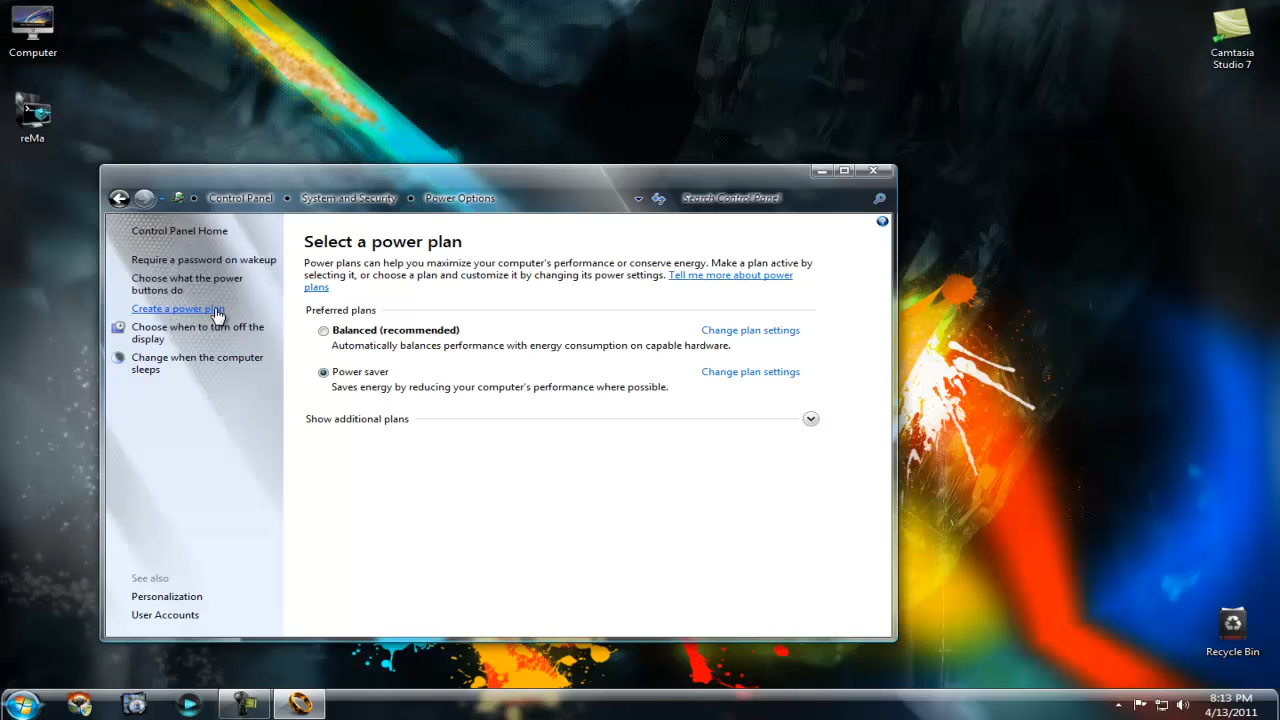 Computer
Camtasia
Studio 7
reMa
Control Panel
System and Security
Power Options
Search Control Panel
Control Panel Home
Require a password on wakeup
Choose what the power
buttons do
Create a power plan
Choose when to turn off the
display
Change when the computer
sleeps
See also
Personalization
User Accounts
Select a power plan
Power plans can help you maximize your computer's performance or conserve energy. Make a plan active by
selecting it, or choose a plan and customize it by changing its power settings. Tell me more about power
plans
Preferred plans
Balanced (recommended) Change plan settings
Automatically balances performance with energy consumption on capable hardware.
Power saver Change plan settings
Saves energy by reducing your computer's performance where possible.
Show additional plans
Recycle Bin
8:13 PM
4/13/2011